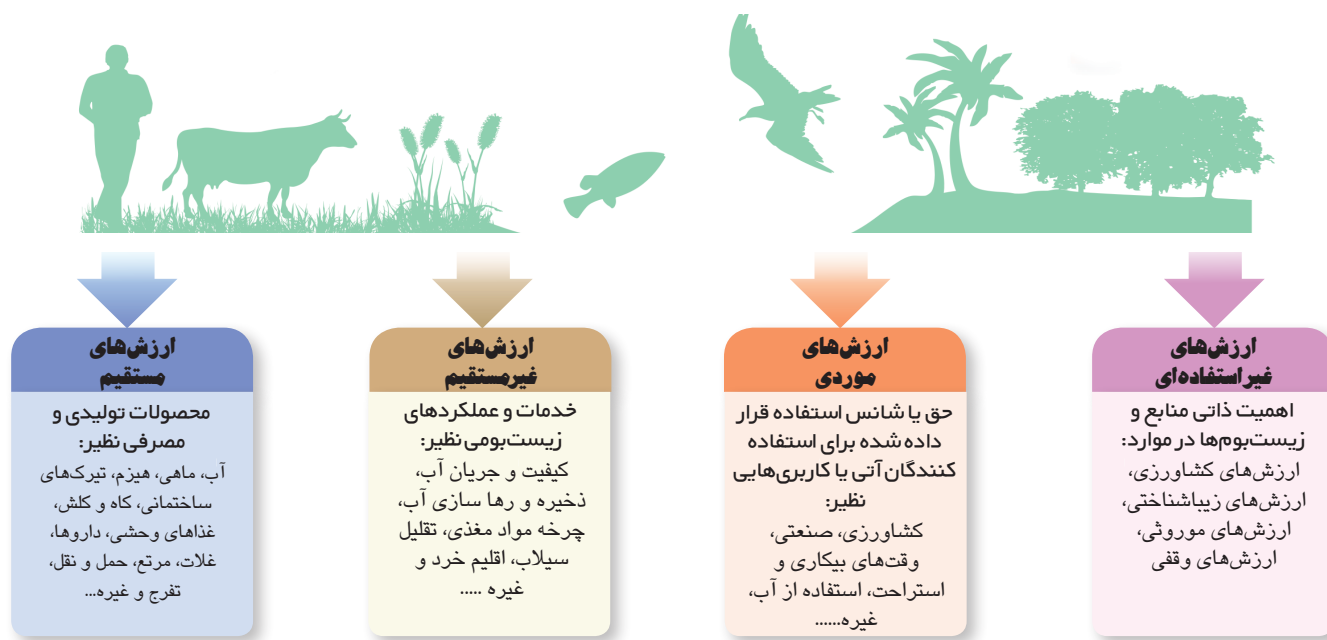 ارزش‌های
غیراستفاده‌ای
اهمیت ذاتی منابع و
زیست‌بوم‌ها در موارد:
ارزش‌های کشاورزی،
ارزش‌های زیباشناختی،
ارزش‌های موروثی،
ارزش‌های وقفی
ارزش‌های
موردی
حق یا شانس استفاده قرار
داده شده برای استفاده
کنندگان آتی یا کاربری‌هایی
نظیر:
کشاورزی، صنعتی،
وقت‌های بیکاری و
استراحت، استفاده از آب،
غیره......
ارزش‌های
غیرمستقیم
خدمات و عملکردهای
زیست‌بومی نظیر:
کیفیت و جریان آب،
ذخیره و رها سازی آب،
چرخه مواد مغذی، تقلیل
سیلاب، اقلیم خرد و
غیره .....
ارزش‌های
مستقیم
محصولات تولیدی و
مصرفی نظیر:
آب، ماهی، هیزم، تیرک‌های
ساختمانی، کاه و کلش،
غذاهای وحشی، داروها،
غلات، مرتع، حمل و نقل،
تفرج و غیره...